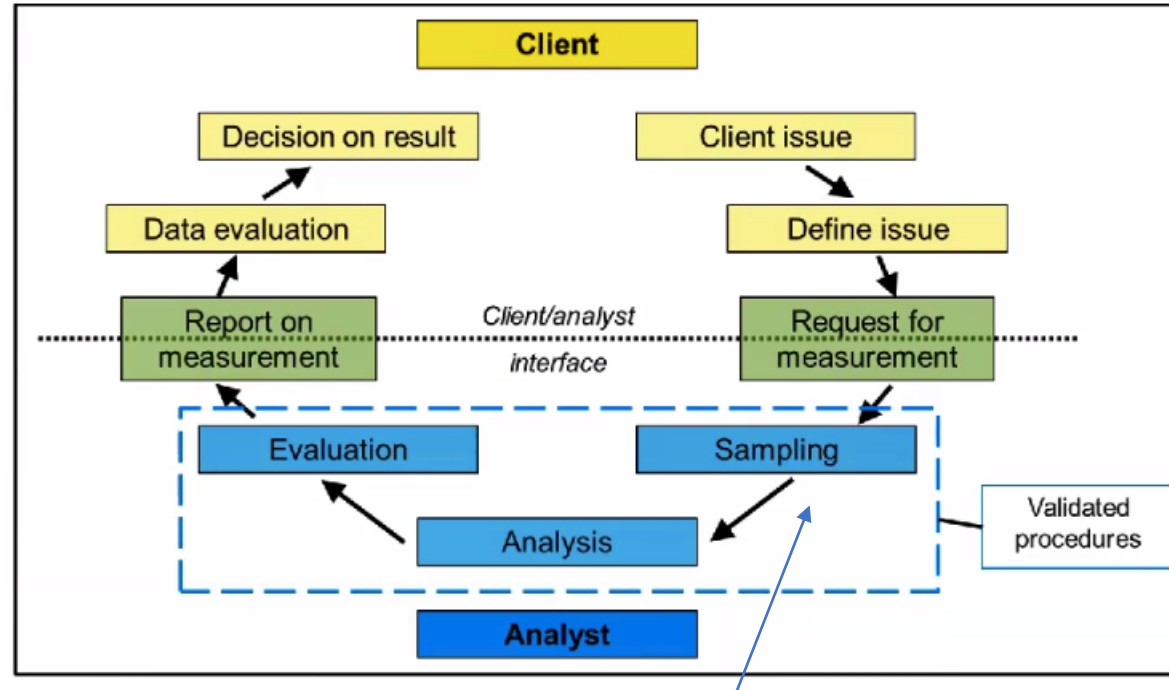 Client
Decision on result
Client issue
Data evaluation
Define issue
Report on
measurement
Client/analyst
interface
Request for
measurement
Evaluation
Sampling
Analysis
Validated
procedures
Analyst